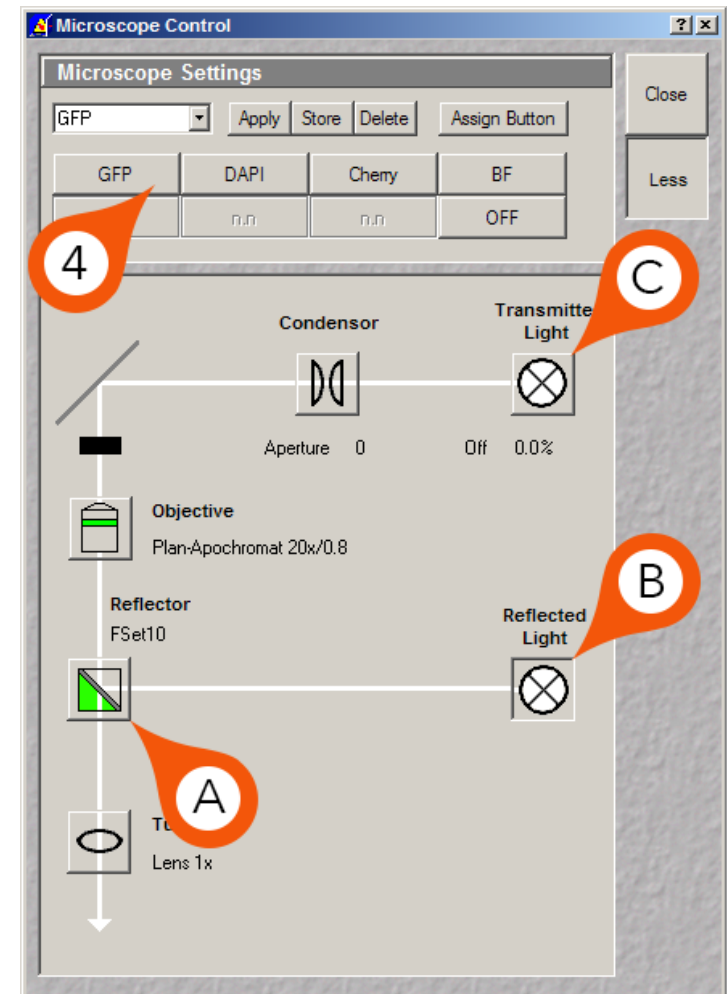 Microscope Control
Microscope Settings
Close
GFP
Apply Store Delete Assign Button
GFP DAPI Cherry BF
Less
n.n n.n OFF
4
C
Condensor
Transmitte
Light
Aperture 0 Off 0.0%
Objective
Plan-Apochromat 20x/0.8
B
Reflector
FSet10
Reflected
Light
A
Lens 1x